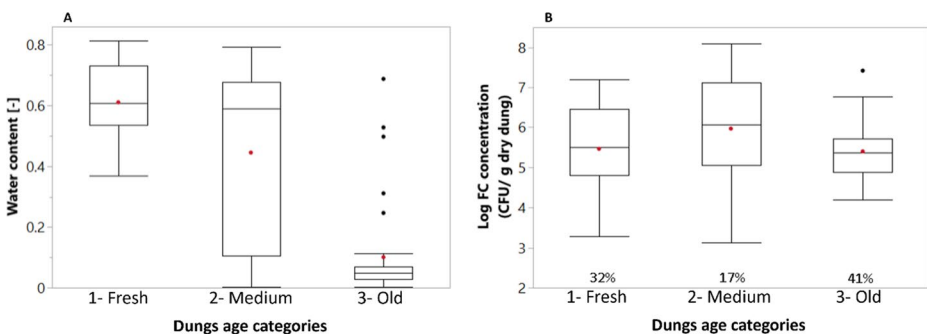 A
Water content [-]
0.8
0.6
0.4
0.2
0
1- Fresh
2- Medium
3- Old
Dungs age categories
B
Log FC concentration
(CFU/ g dry dung)
8
7
6
5
4
3
2
32%
17%
41%
1- Fresh
2- Medium
3- Old
Dungs age categories